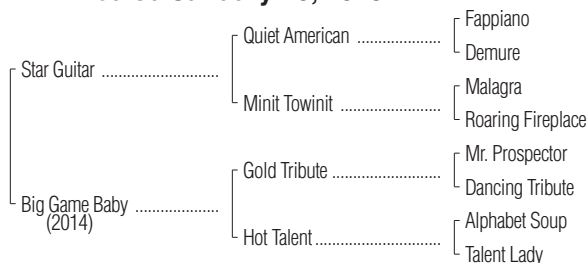 Star Guitar
Big Game Baby
(2014)
Quiet American
Minit Towinit
Gold Tribute
Hot Talent
Fappiano
Demure
Malagra
Roaring Fireplace
Mr. Prospector
Dancing Tribute
Alphabet Soup
Talent Lady